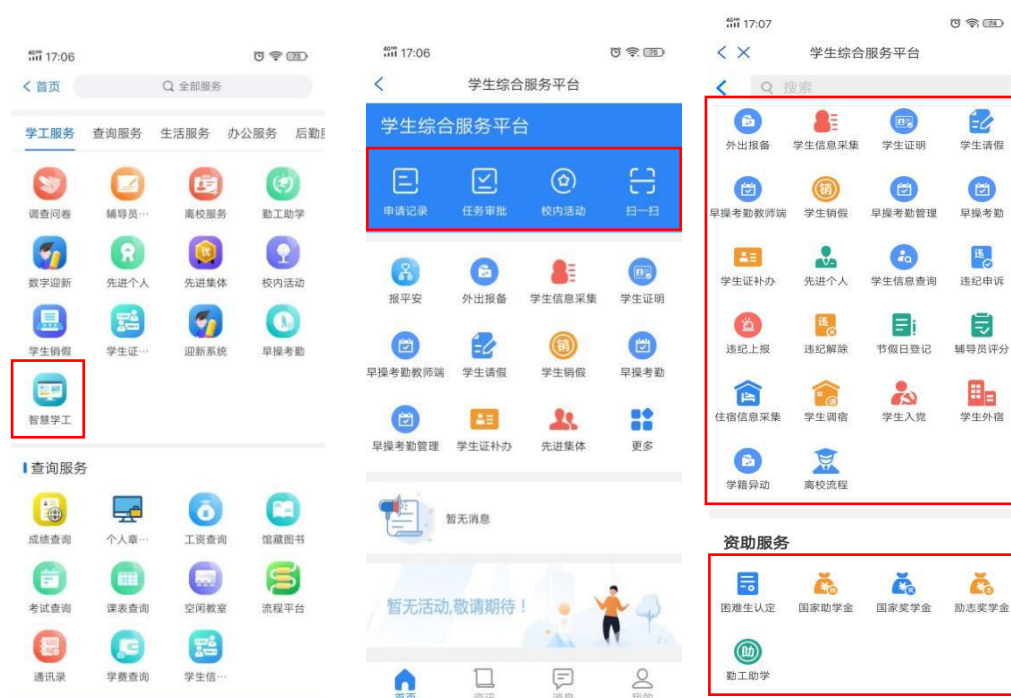 17:06
75
首页
全部服务
学工服务 查询服务 生活服务 办公服务 后勤
调查问卷 辅导员… 离校服务 勤工助学
数字迎新 先进个人 先进集体 校内活动
学生销假 学生证… 迎新系统 早操考勤
智慧学工
查询服务
成绩查询 个人章… 工资查询 馆藏图书
考试查询 课表查询 空闲教室 流程平台
通讯录 学费查询 学生信…
17:06
75
学生综合服务平台
学生综合服务平台
申请记录 任务审批 校内活动 扫一扫
报平安 外出报备 学生信息采集 学生证明
早操考勤教师端 学生请假 学生销假 早操考勤
早操考勤管理 学生证补办 先进集体 更多
暂无消息
暂无活动,敬请期待!
首页 资讯 消息 我的
17:07
74
学生综合服务平台
搜索
外出报备 学生信息采集 学生证明 学生请假
早操考勤教师端 学生销假 早操考勤管理 早操考勤
学生证补办 先进个人 学生信息查询 违纪申诉
违纪上报 违纪解除 节假日登记 辅导员评分
住宿信息采集 学生调宿 学生入党 学生外宿
学籍异动 离校流程
资助服务
困难生认定 国家助学金 国家奖学金 励志奖学金
勤工助学